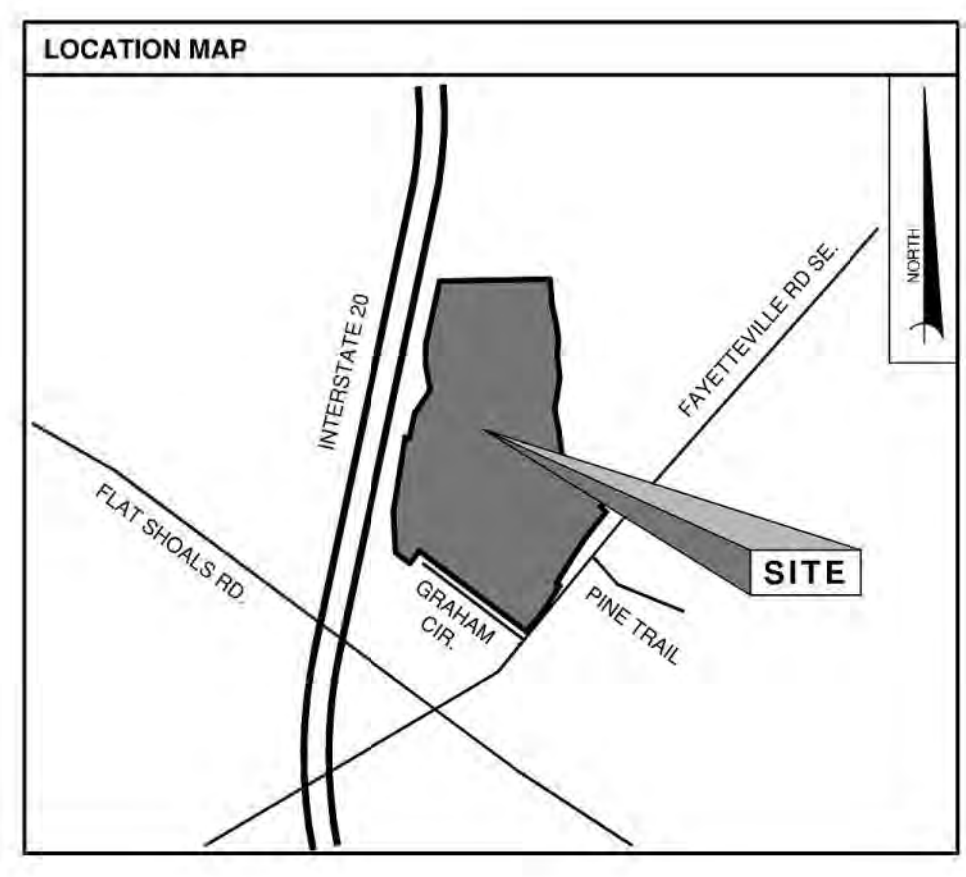 LOCATION MAP
NORTH
FAYETTEVILLE RD SE.
INTERSTATE 20
FLAT SHOALS RD.
SITE
GRAHAM
CIR.
PINE TRAIL